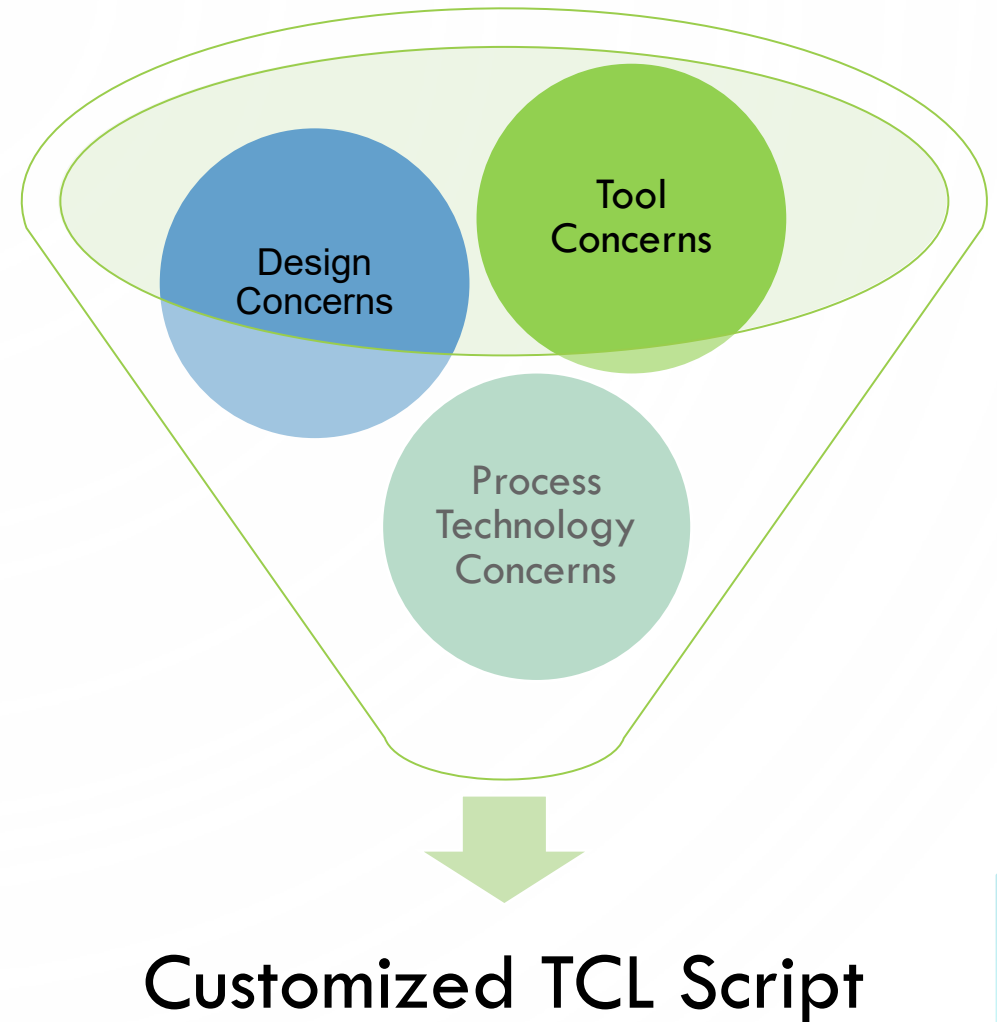 Tool
Concerns
Design
Concerns
Process
Technology
Concerns
Customized TCL Script